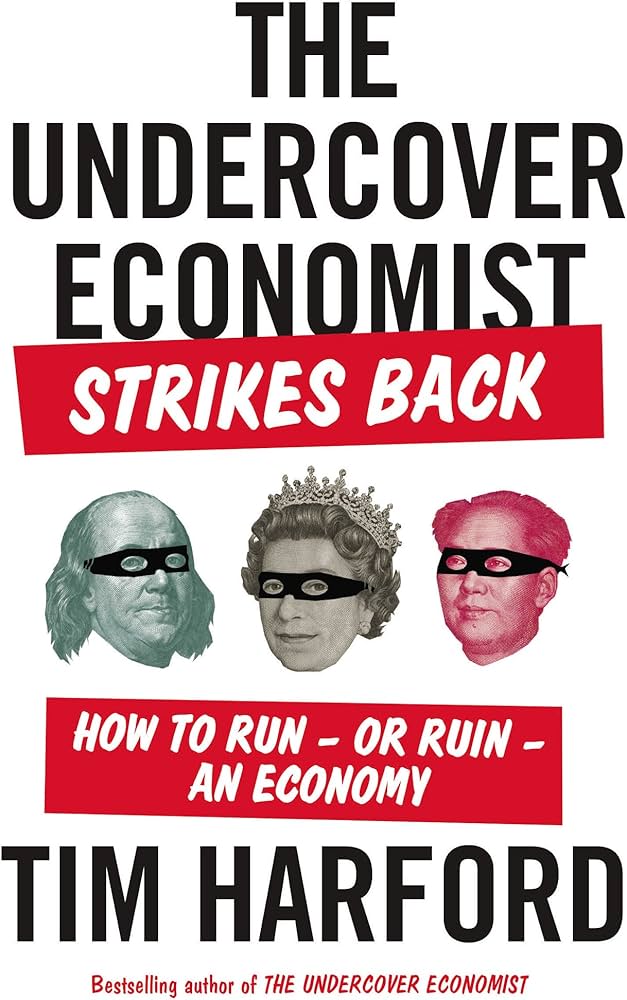 THE
UNDERCOVER
ECONOMIST
STRIKES BACK
HOW TO RUN – OR RUIN –
AN ECONOMY
TIM HARFORD
Bestselling author of THE UNDERCOVER ECONOMIST